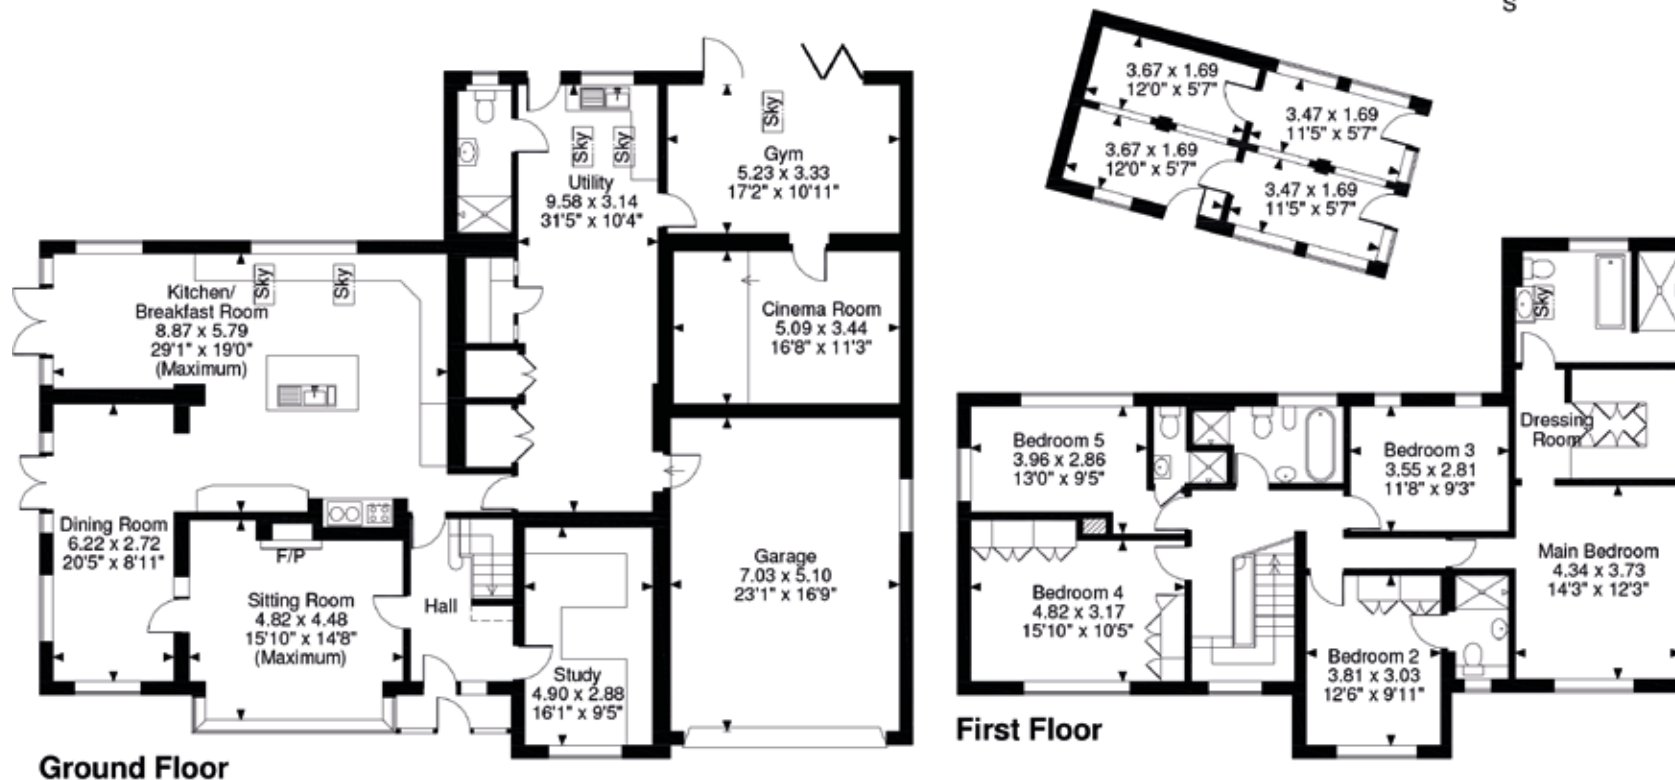 S
3.67 x 1.69
12'0" x 5'7"
3.47 x 1.69
11'5" x 5'7"
3.67 x 1.69
12'0" x 5'7"
3.47 x 1.69
11'5" x 5'7"
Sky
Sky
Sky
Gym
5.23 x 3.33
17'2" x 10'11"
Utility
9.58 x 3.14
31'5" x 10'4"
Sky
Sky
Kitchen/
Breakfast Room
8.87 x 5.79
29'1" x 19'0"
(Maximum)
Cinema Room
5.09 x 3.44
16'8" x 11'3"
Dining Room
6.22 x 2.72
20'5" x 8'11"
F/P
Sitting Room
4.82 x 4.48
15'10" x 14'8"
(Maximum)
Hall
Study
4.90 x 2.88
16'1" x 9'5"
Garage
7.03 x 5.10
23'1" x 16'9"
Ground Floor
Sky
Dressing
Room
Bedroom 5
3.96 x 2.86
13'0" x 9'5"
Bedroom 3
3.55 x 2.81
11'8" x 9'3"
Main Bedroom
4.34 x 3.73
14'3" x 12'3"
Bedroom 4
4.82 x 3.17
15'10" x 10'5"
Bedroom 2
3.81 x 3.03
12'6" x 9'11"
First Floor